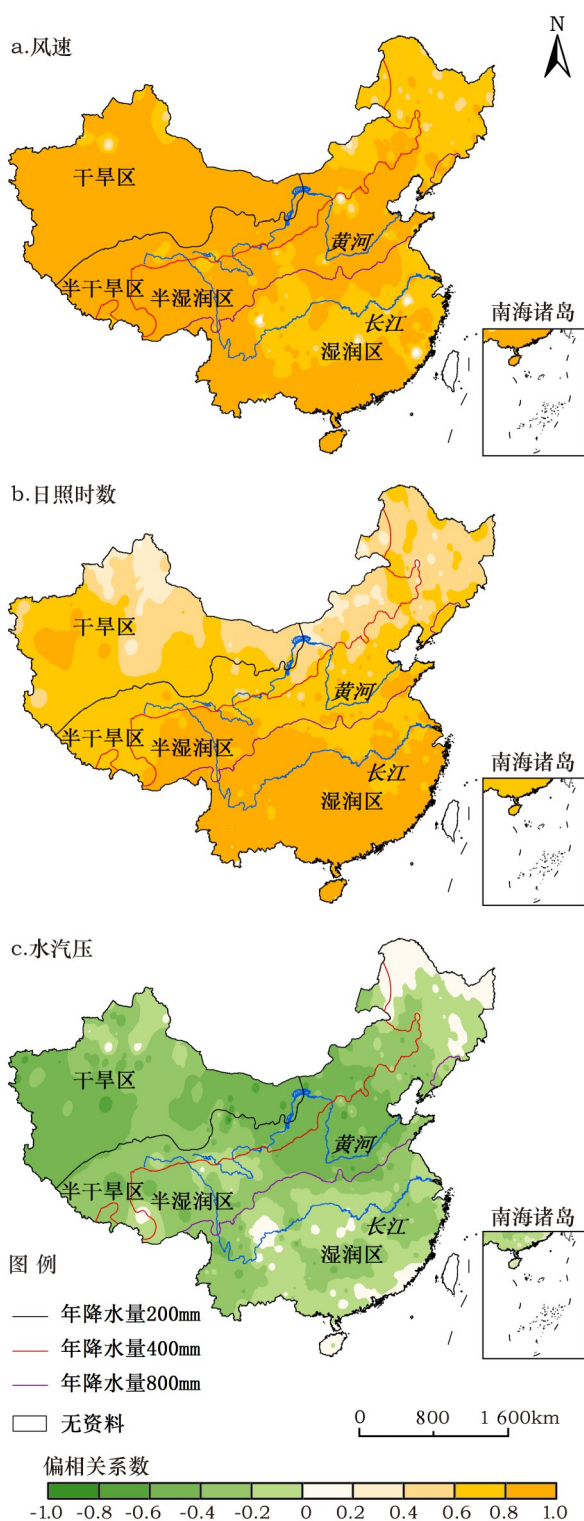 a.风速
N
干旱区
黄河
半干旱区
半湿润区
长江
湿润区
南海诸岛
b.日照时数
干旱区
黄河
半干旱区
半湿润区
长江
湿润区
南海诸岛
c.水汽压
干旱区
黄河
半干旱区
半湿润区
长江
湿润区
南海诸岛
图 例
年降水量200mm
年降水量400mm
年降水量800mm
无资料
0 800 1 600km
偏相关系数
-1.0 -0.8 -0.6 -0.4 -0.2 0 0.2 0.4 0.6 0.8 1.0